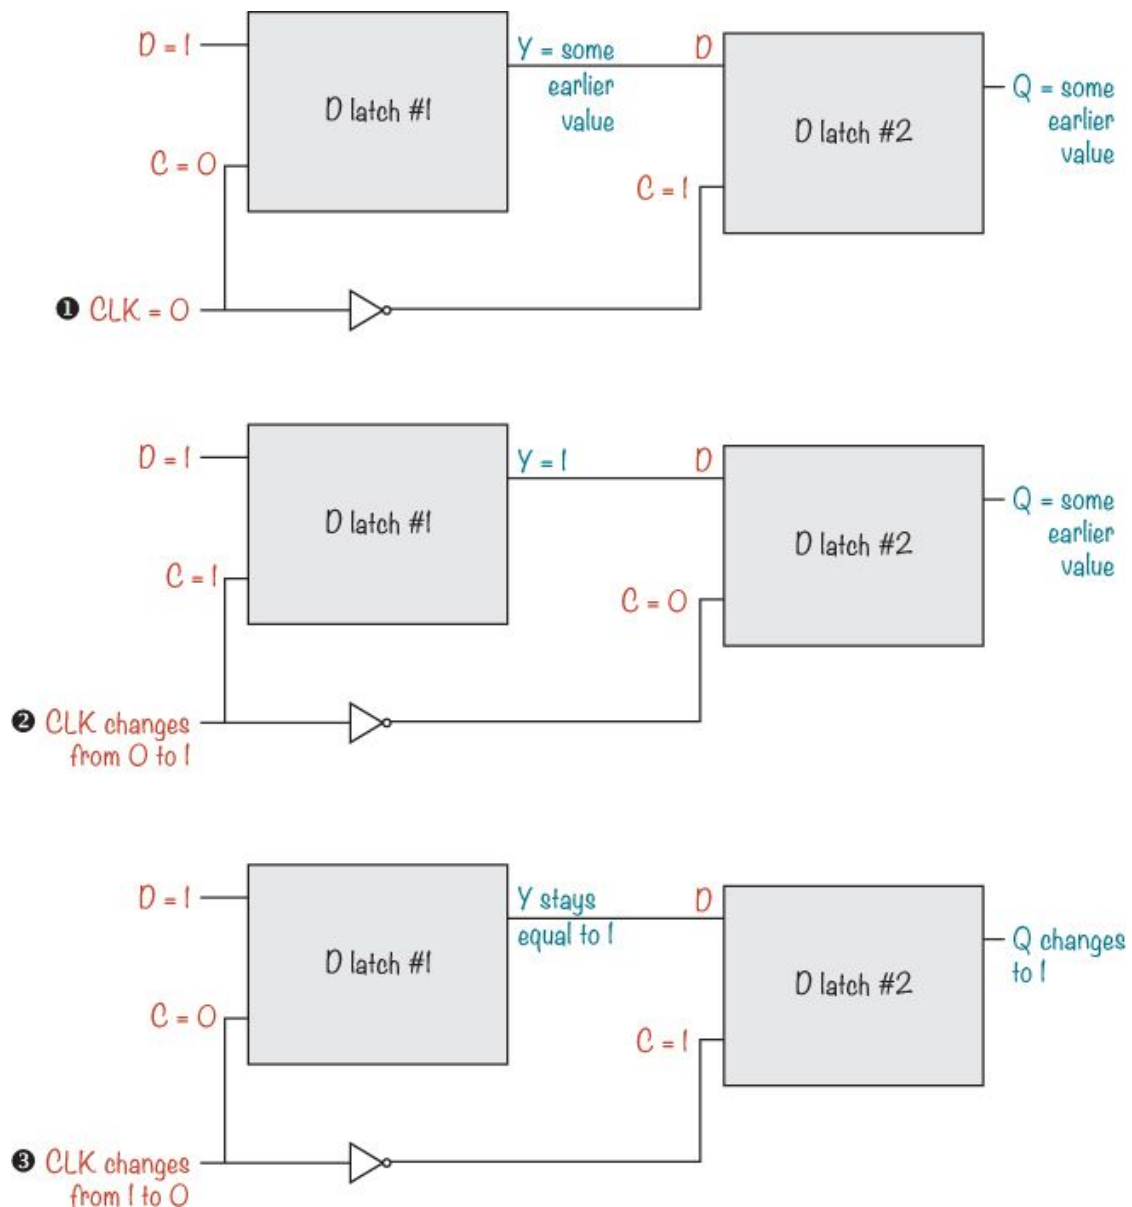 D = 1
Y = some
earlier
value
D
Q = some
earlier
value
D latch #1
D latch #2
C = 0
C = 1
❶ CLK = 0
D = 1
Y = 1
D
Q = some
earlier
value
D latch #1
D latch #2
C = 1
C = 0
❷ CLK changes
from 0 to 1
D = 1
Y stays
equal to 1
D
Q changes
to 1
D latch #1
D latch #2
C = 0
C = 1
❸ CLK changes
from 1 to 0